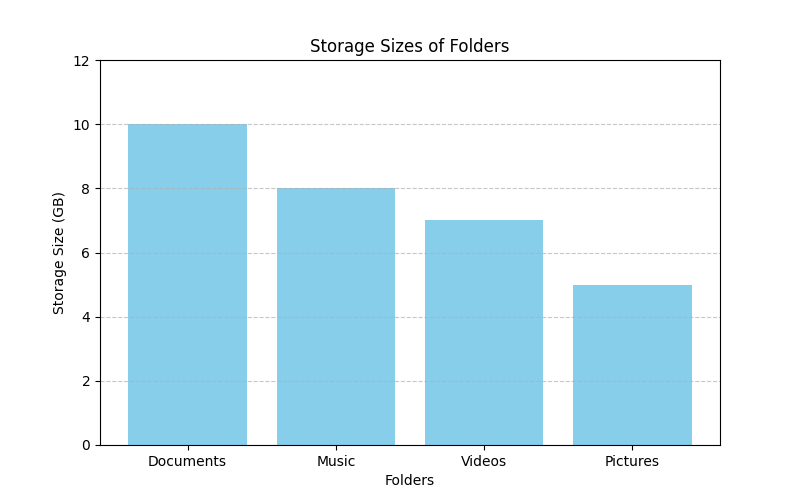 Storage Sizes of Folders
Storage Size (GB)
12
10
8
6
4
2
0
Documents Music Videos Pictures
Folders